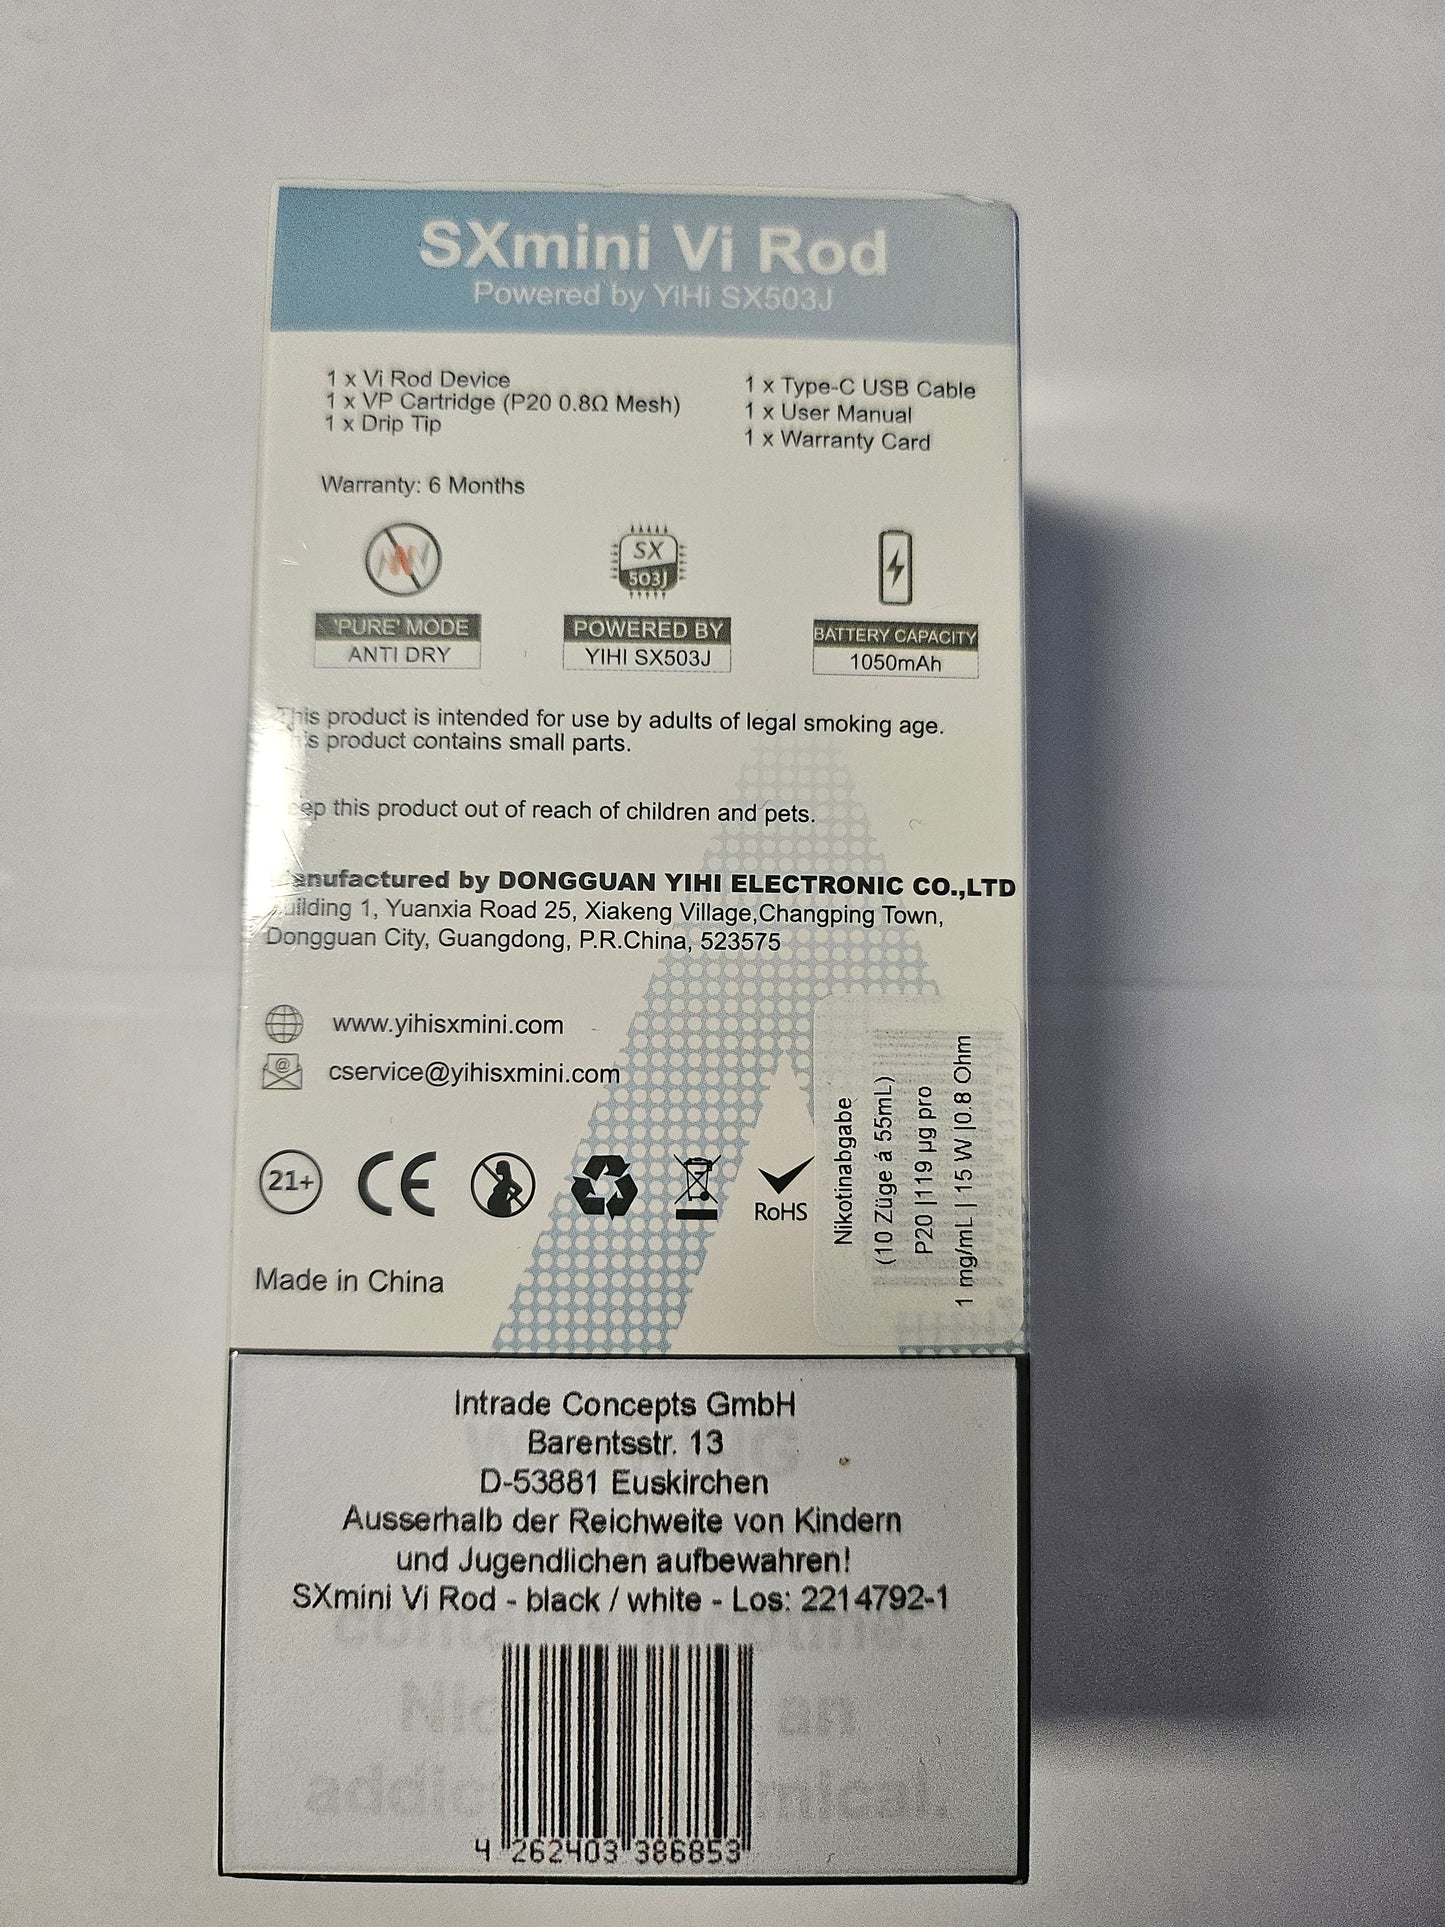 SXmini Vi Rod
Powered by YiHi SX503J
1 x Vi Rod Device
1 x VP Cartridge (P20 0.8Ω Mesh)
1 x Drip Tip
1 x Type-C USB Cable
1 x User Manual
1 x Warranty Card
Warranty: 6 Months
SX
503J
'PURE' MODE
ANTI DRY
POWERED BY
YIHI SX503J
BATTERY CAPACITY
1050mAh
This product is intended for use by adults of legal smoking age.
This product contains small parts.
Keep this product out of reach of children and pets.
Manufactured by DONGGUAN YIHI ELECTRONIC CO.,LTD
Building 1, Yuanxia Road 25, Xiakeng Village,Changping Town,
Dongguan City, Guangdong, P.R.China, 523575
www.yihisxmini.com
cservice@yihisxmini.com
21+
CE
RoHS
Made in China
Nikotinabgabe
(10 Züge á 55mL)
P20 |119 µg pro
1 mg/mL | 15 W |0.8 Ohm
Intrade Concepts GmbH
Barentsstr. 13
D-53881 Euskirchen
Ausserhalb der Reichweite von Kindern
und Jugendlichen aufbewahren!
SXmini Vi Rod - black / white - Los: 2214792-1
4 262403 386853